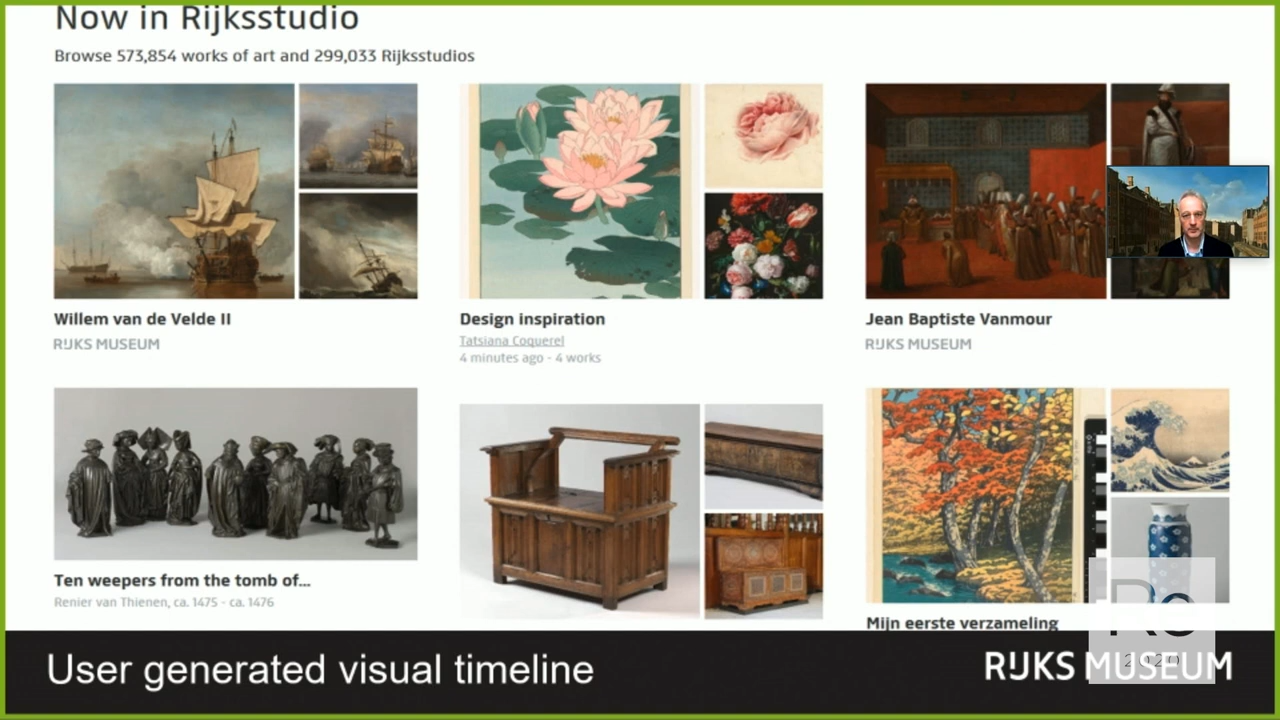 Now in Rijksstudio
Browse 573,854 works of art and 299,033 Rijksstudios
Willem van de Velde II
RIJKS MUSEUM
Design inspiration
Tatsiana Coquerel
4 minutes ago - 4 works
Jean Baptiste Vanmour
RIJKS MUSEUM
Ten weepers from the tomb of...
Renier van Thienen, ca. 1475 - ca. 1476
Mijn eerste verzameling
User generated visual timeline
RIJKS MUSEUM
Re
2020